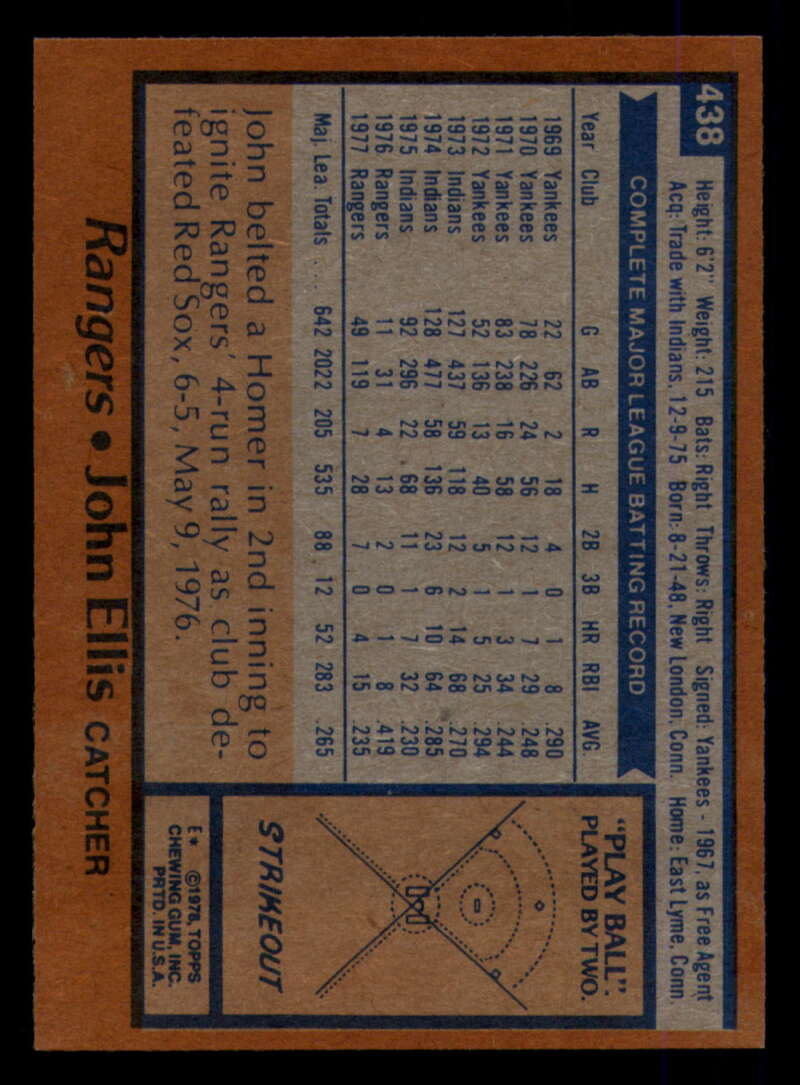 438
Height: 6'2" Weight: 215 Bats: Right Throws: Right Signed: Yankees - 1967, as Free Agent
Acq: Trade with Indians, 12-9-75 Born: 8-21-48, New London, Conn. Home: East Lyme, Conn.
COMPLETE MAJOR LEAGUE BATTING RECORD
Year Club G AB R H 2B 3B HR RBI AVG.
1969 Yankees 22 62 2 18 4 0 1 8 .290
1970 Yankees 78 226 24 56 12 1 7 29 .248
1971 Yankees 83 238 16 58 12 1 3 34 .244
1972 Yankees 52 136 13 40 5 1 5 25 .294
1973 Indians 127 437 59 118 12 2 14 68 .270
1974 Indians 128 477 58 136 23 6 10 64 .285
1975 Indians 92 296 22 68 11 1 7 32 .230
1976 Rangers 11 31 4 13 2 0 1 8 .419
1977 Rangers 49 119 7 28 7 0 4 15 .235
Maj. Lea. Totals .... 642 2022 205 535 88 12 52 283 .265
John belted a Homer in 2nd inning to
ignite Rangers' 4-run rally as club de-
feated Red Sox, 6-5, May 9, 1976.
"PLAY BALL":
PLAYED BY TWO.
STRIKEOUT
E* ©1978, TOPPS
CHEWING GUM, INC.
PRTD. IN U.S.A.
Rangers • John Ellis CATCHER